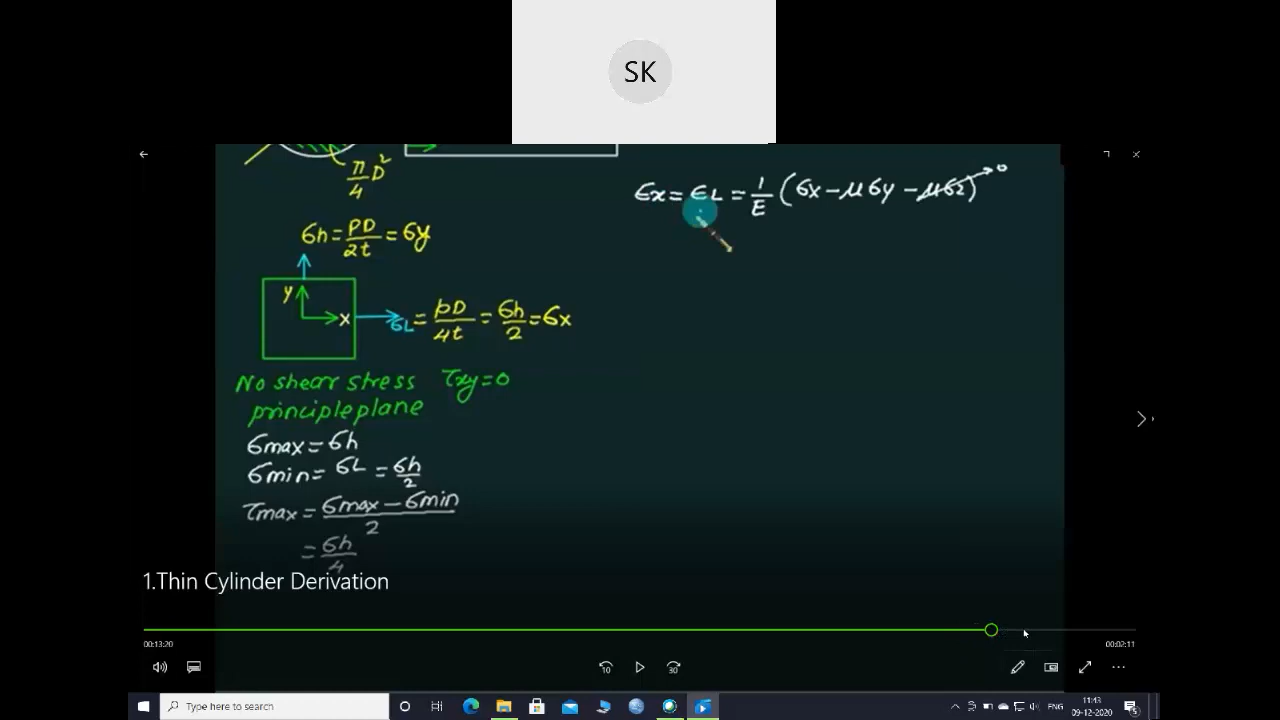 SK
π/4 D²
σh = PD/2t = σy
ϵx = ϵL = 1/E (σx - μσy - μσz) → 0
y
x
σL = pD/4t = σh/2 = σx
No shear stress τxy = 0
principle plane
σmax = σh
σmin = σL = σh/2
τmax = σmax - σmin / 2
= σh/4
1.Thin Cylinder Derivation
00:13:20
00:02:11
10
30
Type here to search
ENG
11:43
09-12-2020